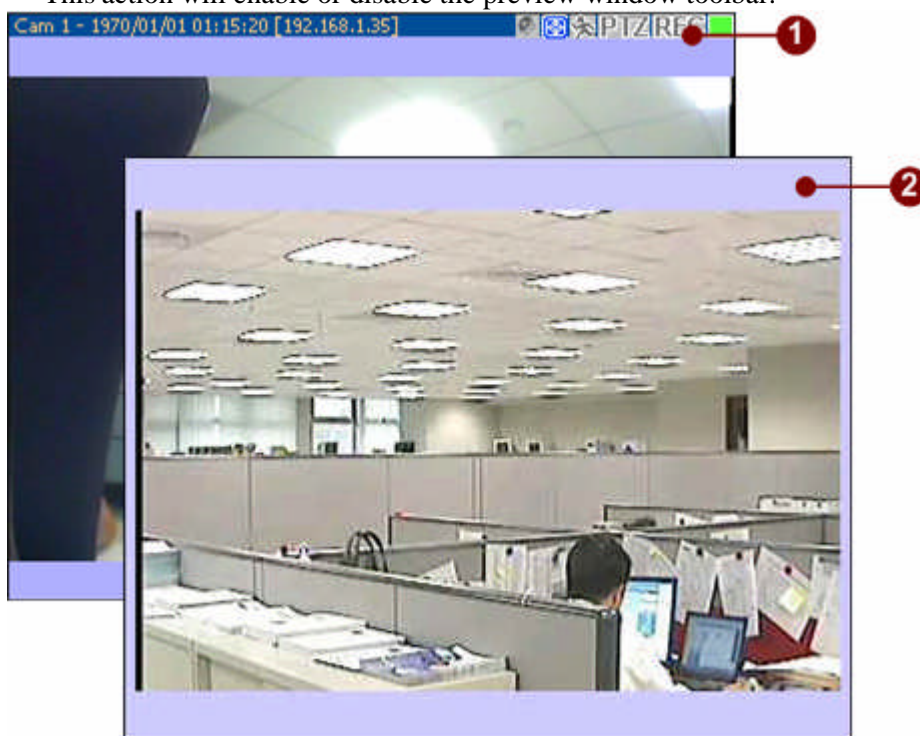 This action will enable or disable the preview window toolbar.
Cam 1 - 1970/01/01 01:15:20 [192.168.1.35] PTZ REC
1
2